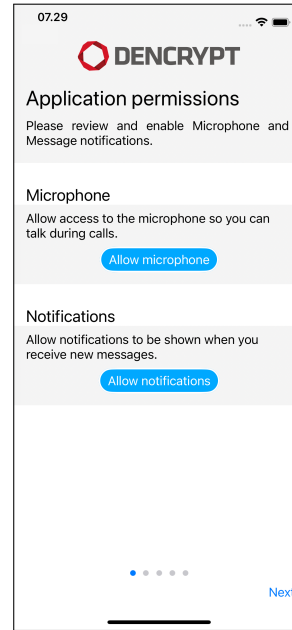 07.29
DENCRYPT
Application permissions
Please review and enable Microphone and
Message notifications.
Microphone
Allow access to the microphone so you can
talk during calls.
Allow microphone
Notifications
Allow notifications to be shown when you
receive new messages.
Allow notifications
Next